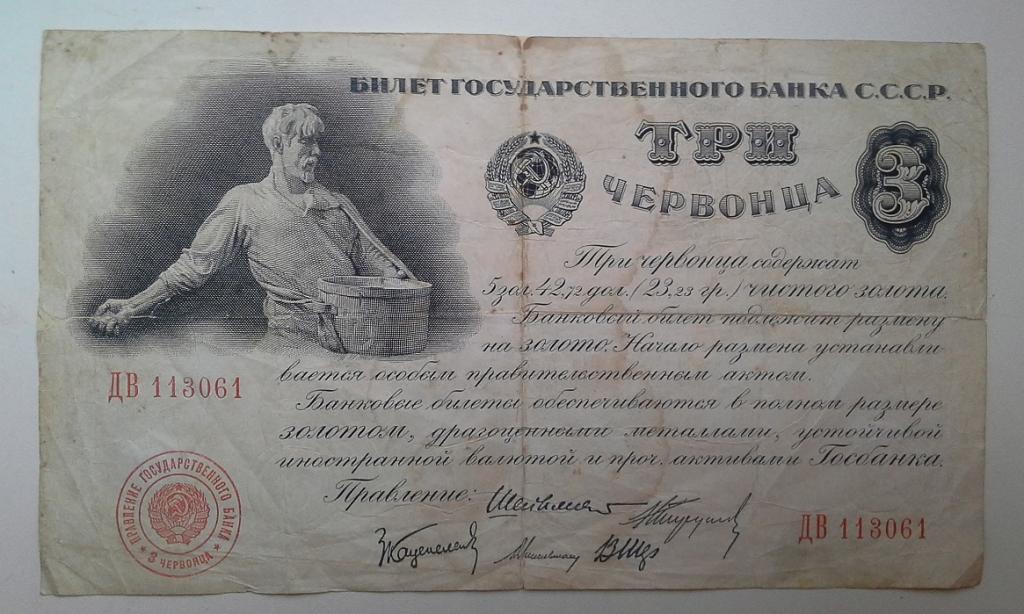 БИЛЕТ ГОСУДАРСТВЕННОГО БАНКА С.С.С.Р.
ТРИ
ЧЕРВОНЦА
3
Три червонца содержат
5 зол. 42,72 дол. (23,23 гр.) чистого золота.
Банковый билет подлежит размену
на золото. Начало размена устанавли
вается особым правительственным актом.
Банковые билеты обеспечиваются в полном размере
золотом, драгоценными металлами, устойчивой
иностранной валютой и проч. активами Госбанка.
ДВ 113061
Правление:
ПРАВЛЕНИЕ ГОСУДАРСТВЕННОГО БАНКА
3 ЧЕРВОНЦА
ДВ 113061